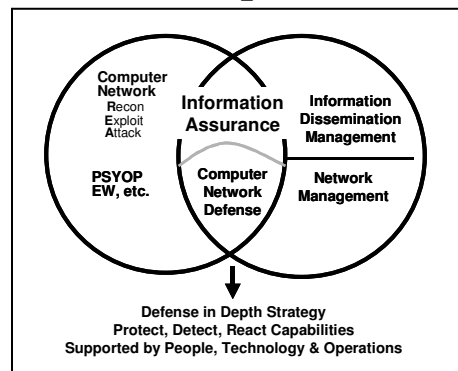 Computer
Network
Recon
Exploit
Attack
PSYOP
EW, etc.
Information
Assurance
Computer
Network
Defense
Information
Dissemination
Management
Network
Management
Defense in Depth Strategy
Protect, Detect, React Capabilities
Supported by People, Technology & Operations